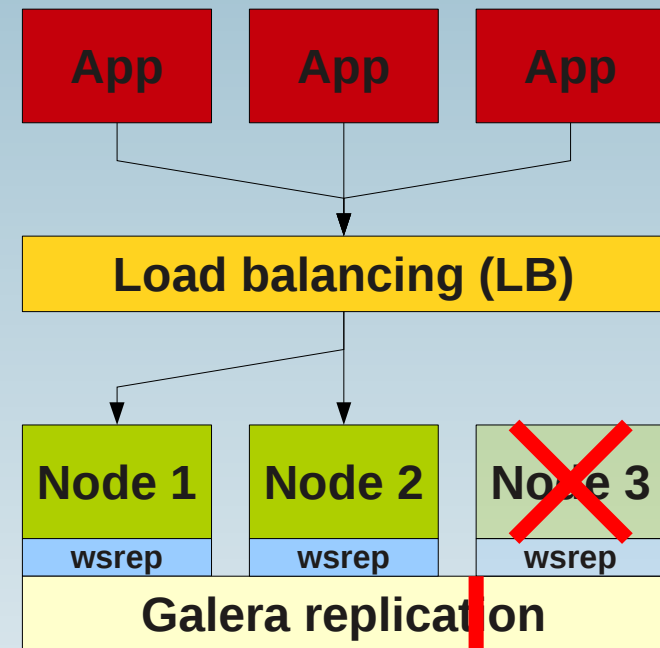 App App App
Load balancing (LB)
Node 1 Node 2 Node 3
wsrep wsrep wsrep
Galera replication